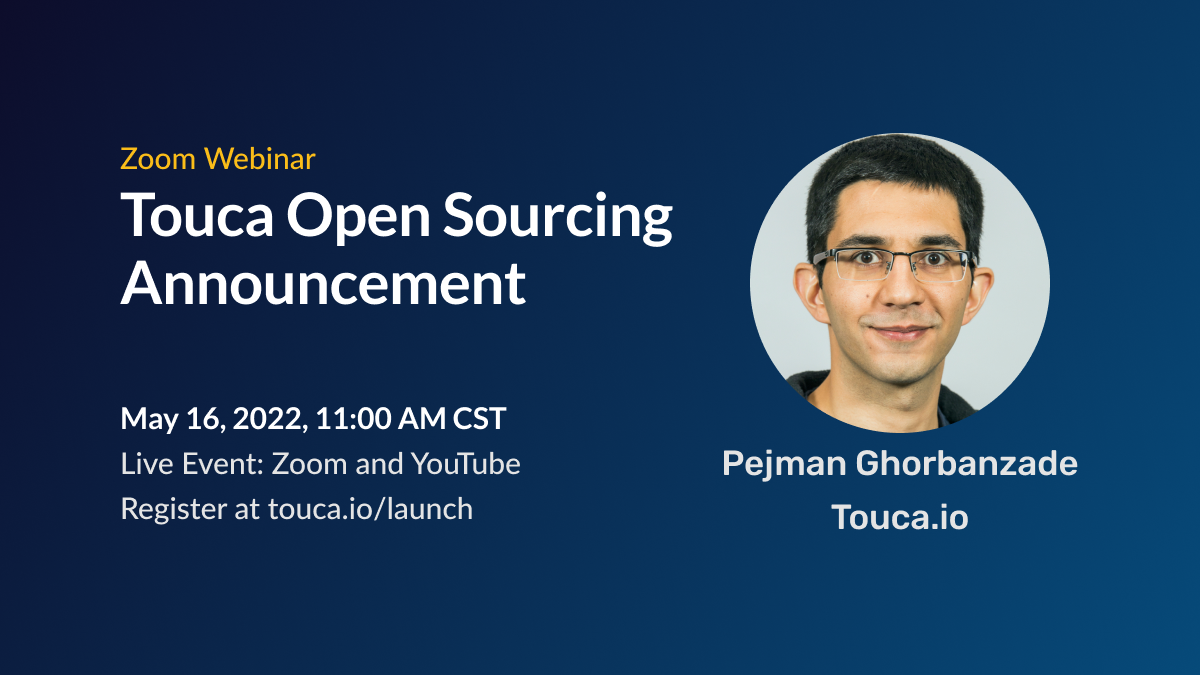 Zoom Webinar
Touca Open Sourcing
Announcement
May 16, 2022, 11:00 AM CST
Live Event: Zoom and YouTube
Register at touca.io/launch
Pejman Ghorbanzade
Touca.io